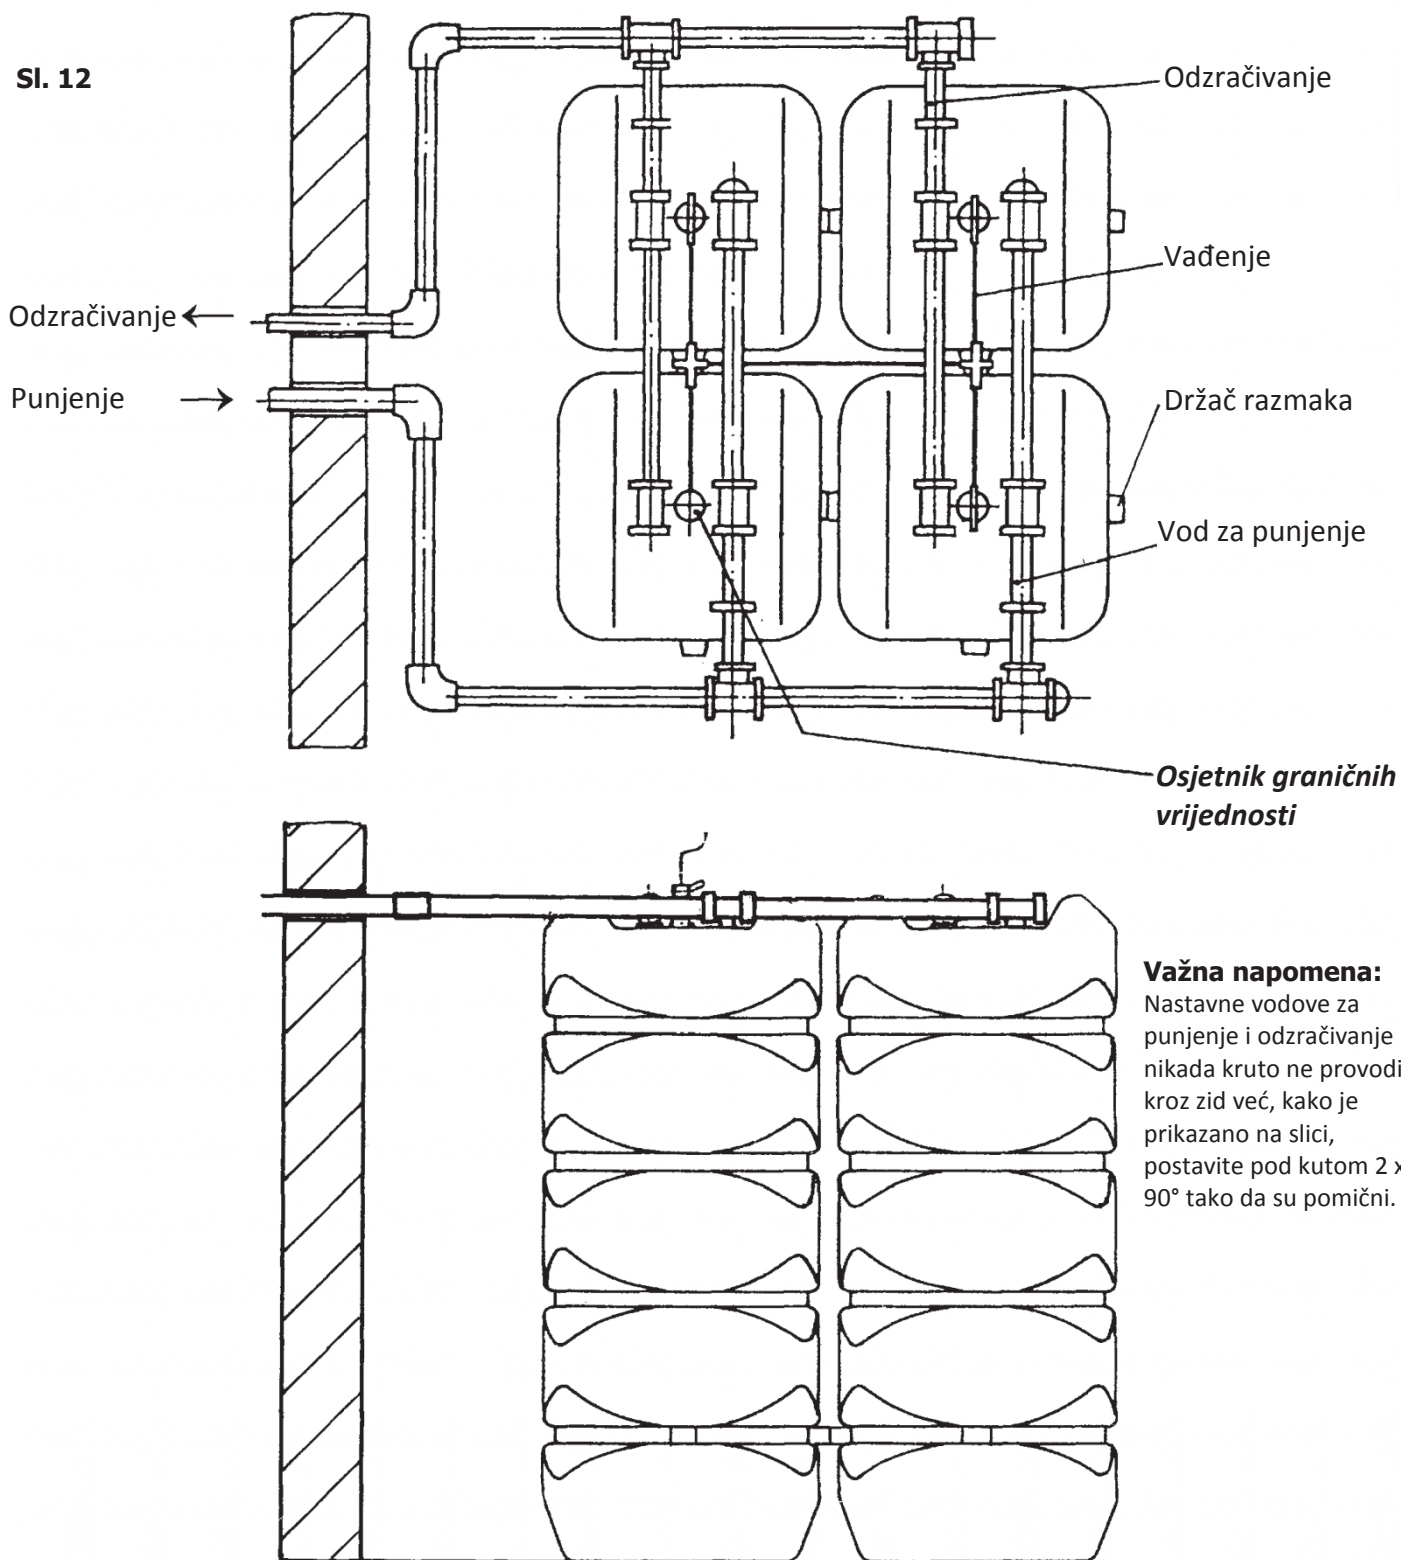 Sl. 12
Odzračivanje
Vađenje
Odzračivanje
Punjenje
Držač razmaka
Vod za punjenje
Osjetnik graničnih
vrijednosti
Važna napomena:
Nastavne vodove za
punjenje i odzračivanje
nikada kruto ne provodi
kroz zid već, kako je
prikazano na slici,
postavite pod kutom 2 x
90° tako da su pomični.